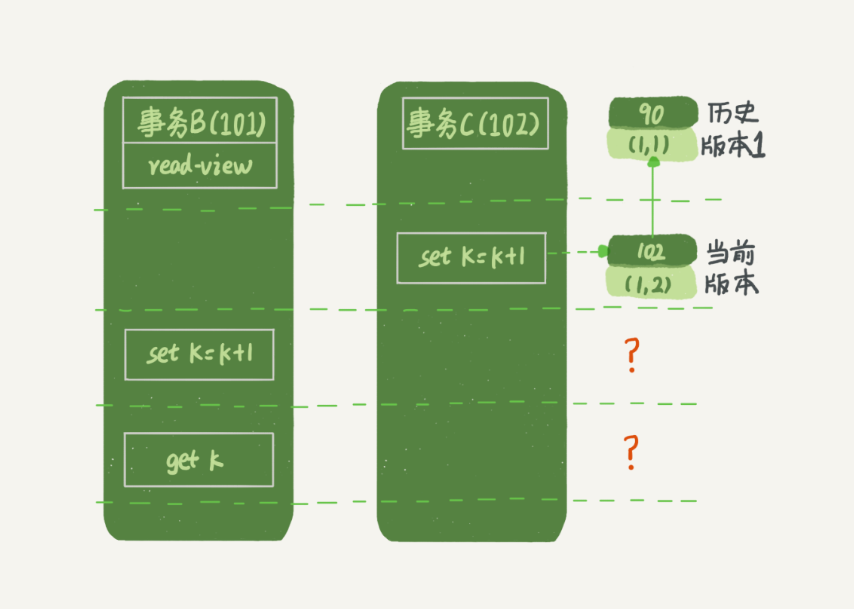 事务B(101)
read-view
事务C(102)
90
(1,1)
历史
版本1
set k=k+1
102
(1,2)
当前
版本
set k=k+1
?
get k
?